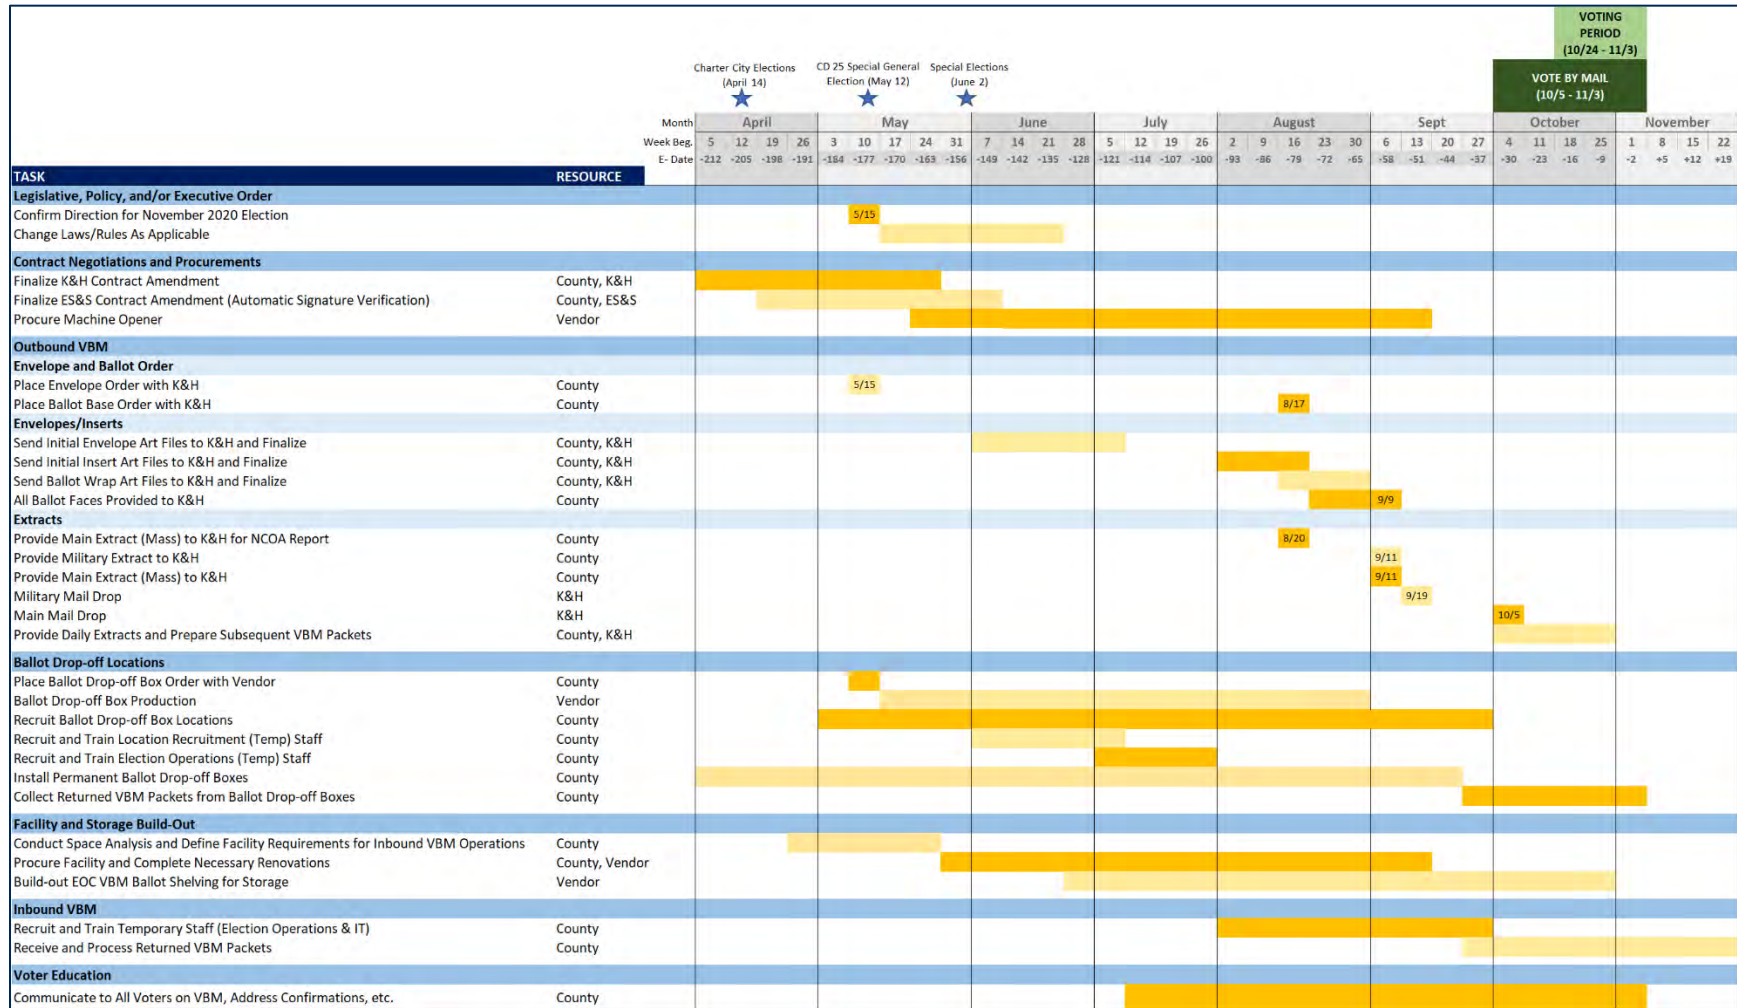 VOTING
PERIOD
(10/24 - 11/3)
Charter City Elections
(April 14)
CD 25 Special General
Election (May 12)
Special Elections
(June 2)
VOTE BY MAIL
(10/5 - 11/3)
Month April May June July August Sept October November
Week Beg. 5 12 19 26 3 10 17 24 31 7 14 21 28 5 12 19 26 2 9 16 23 30 6 13 20 27 4 11 18 25 1 8 15 22
E- Date -212 -205 -198 -191 -184 -177 -170 -163 -156 -149 -142 -135 -128 -121 -114 -107 -100 -93 -86 -79 -72 -65 -58 -51 -44 -37 -30 -23 -16 -9 -2 +5 +12 +19
TASK RESOURCE
Legislative, Policy, and/or Executive Order
Confirm Direction for November 2020 Election 5/15
Change Laws/Rules As Applicable
Contract Negotiations and Procurements
Finalize K&H Contract Amendment County, K&H
Finalize ES&S Contract Amendment (Automatic Signature Verification) County, ES&S
Procure Machine Opener Vendor
Outbound VBM
Envelope and Ballot Order
Place Envelope Order with K&H County 5/15
Place Ballot Base Order with K&H County 8/17
Envelopes/Inserts
Send Initial Envelope Art Files to K&H and Finalize County, K&H
Send Initial Insert Art Files to K&H and Finalize County, K&H
Send Ballot Wrap Art Files to K&H and Finalize County, K&H
All Ballot Faces Provided to K&H County 9/9
Extracts
Provide Main Extract (Mass) to K&H for NCOA Report County 8/20
Provide Military Extract to K&H County 9/11
Provide Main Extract (Mass) to K&H County 9/11
Military Mail Drop K&H 9/19
Main Mail Drop K&H 10/5
Provide Daily Extracts and Prepare Subsequent VBM Packets County, K&H
Ballot Drop-off Locations
Place Ballot Drop-off Box Order with Vendor County
Ballot Drop-off Box Production Vendor
Recruit Ballot Drop-off Box Locations County
Recruit and Train Location Recruitment (Temp) Staff County
Recruit and Train Election Operations (Temp) Staff County
Install Permanent Ballot Drop-off Boxes County
Collect Returned VBM Packets from Ballot Drop-off Boxes County
Facility and Storage Build-Out
Conduct Space Analysis and Define Facility Requirements for Inbound VBM Operations County
Procure Facility and Complete Necessary Renovations County, Vendor
Build-out EOC VBM Ballot Shelving for Storage Vendor
Inbound VBM
Recruit and Train Temporary Staff (Election Operations & IT) County
Receive and Process Returned VBM Packets County
Voter Education
Communicate to All Voters on VBM, Address Confirmations, etc. County